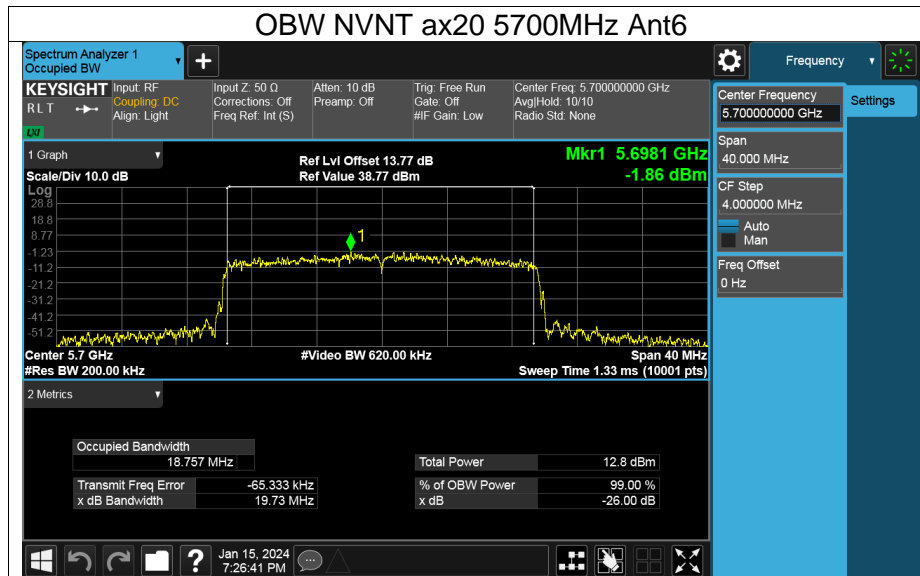 OBW NVNT ax20 5700MHz Ant6
Spectrum Analyzer 1
Occupied BW
+
Frequency
KEYSIGHT
R L T
LXI
Input: RF
Coupling: DC
Align: Light
Input Z: 50 Ω
Corrections: Off
Freq Ref: Int (S)
Atten: 10 dB
Preamp: Off
Trig: Free Run
Gate: Off
#IF Gain: Low
Center Freq: 5.700000000 GHz
Avg|Hold: 10/10
Radio Std: None
Center Frequency
5.700000000 GHz
Settings
Span
40.000 MHz
CF Step
4.000000 MHz
Auto
Man
Freq Offset
0 Hz
1 Graph
Scale/Div 10.0 dB
Ref Lvl Offset 13.77 dB
Ref Value 38.77 dBm
Mkr1 5.6981 GHz
-1.86 dBm
Log
28.8
18.8
8.77
-1.23
-11.2
-21.2
-31.2
-41.2
-51.2
1
Center 5.7 GHz
#Video BW 620.00 kHz
Span 40 MHz
#Res BW 200.00 kHz
Sweep Time 1.33 ms (10001 pts)
2 Metrics
Occupied Bandwidth
18.757 MHz
Total Power 12.8 dBm
Transmit Freq Error -65.333 kHz
% of OBW Power 99.00 %
x dB Bandwidth 19.73 MHz
x dB -26.00 dB
?
Jan 15, 2024
7:26:41 PM